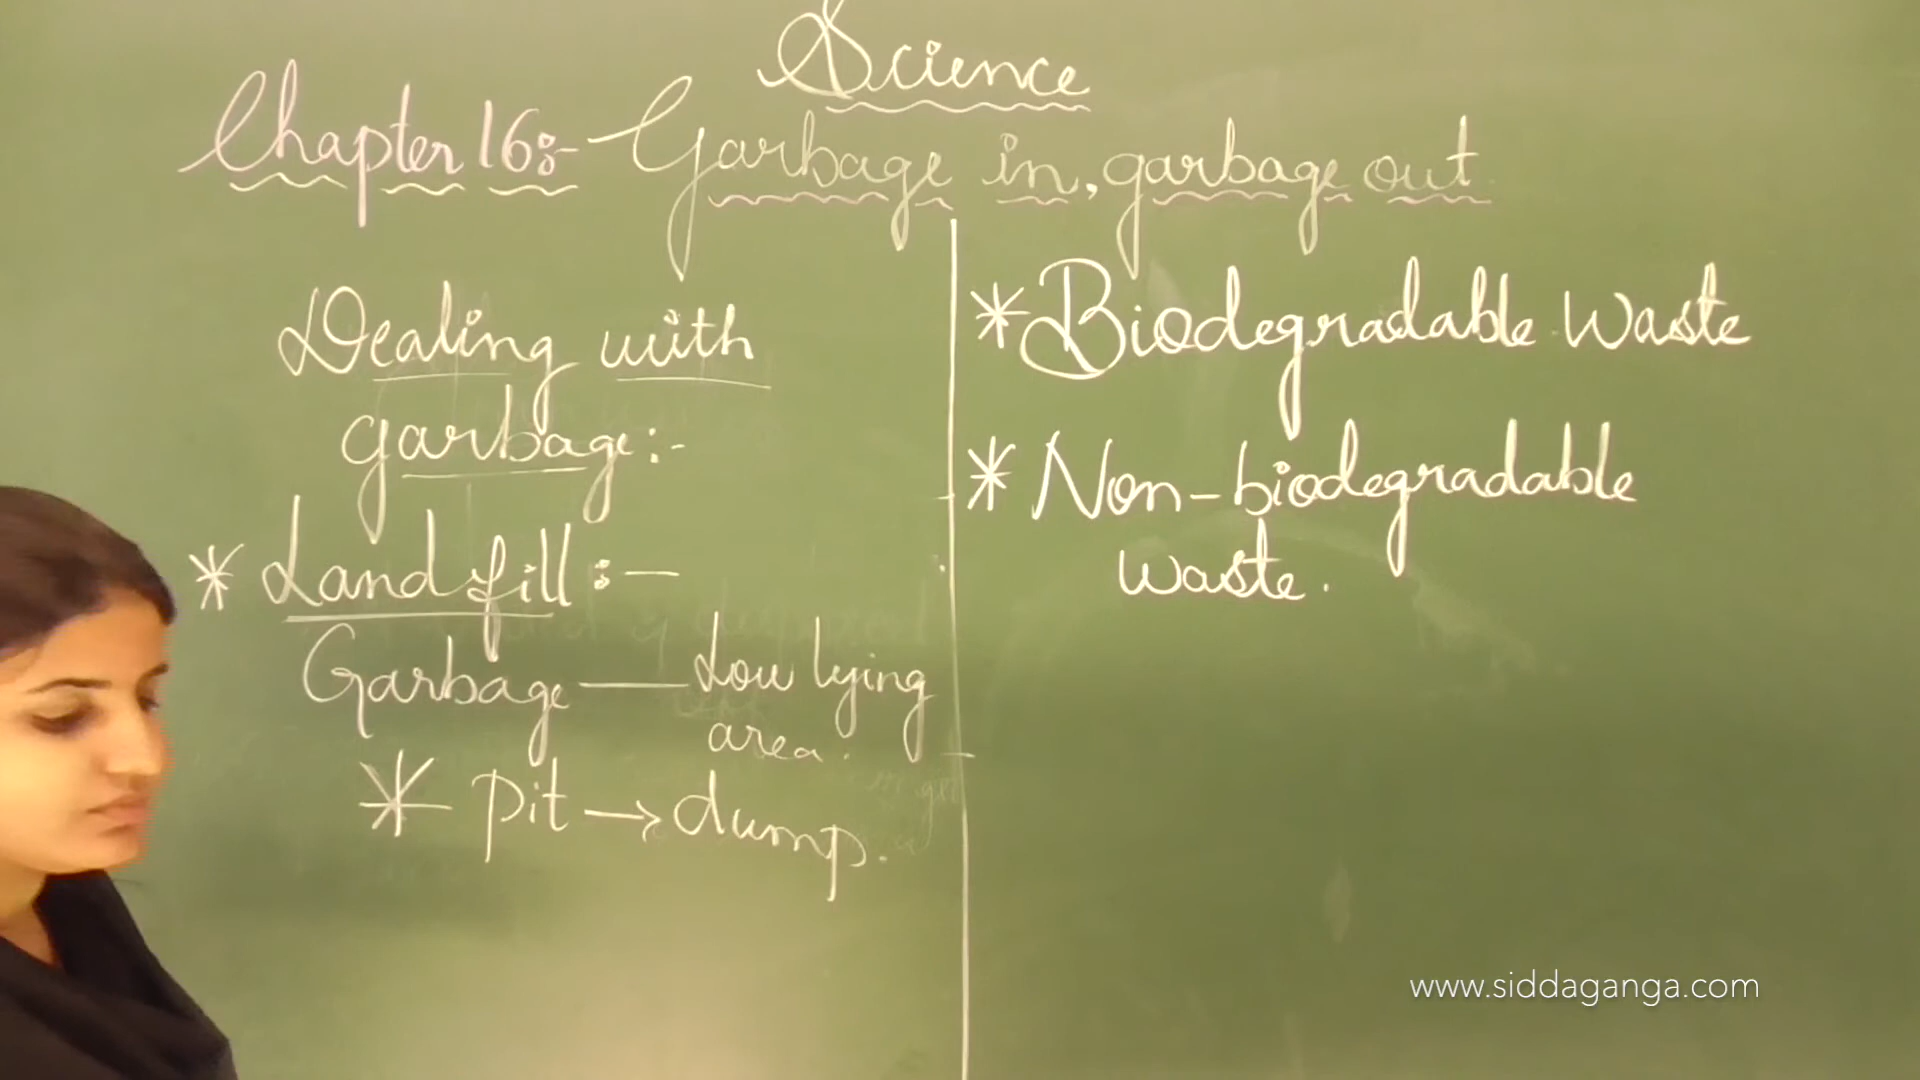 Science
Chapter 16:- Garbage in, garbage out
Dealing with
garbage:-
* Landfill:-
Garbage — Low lying
area.
* Pit → dump.
* Biodegradable Waste
* Non-biodegradable
waste.
www.siddaganga.com